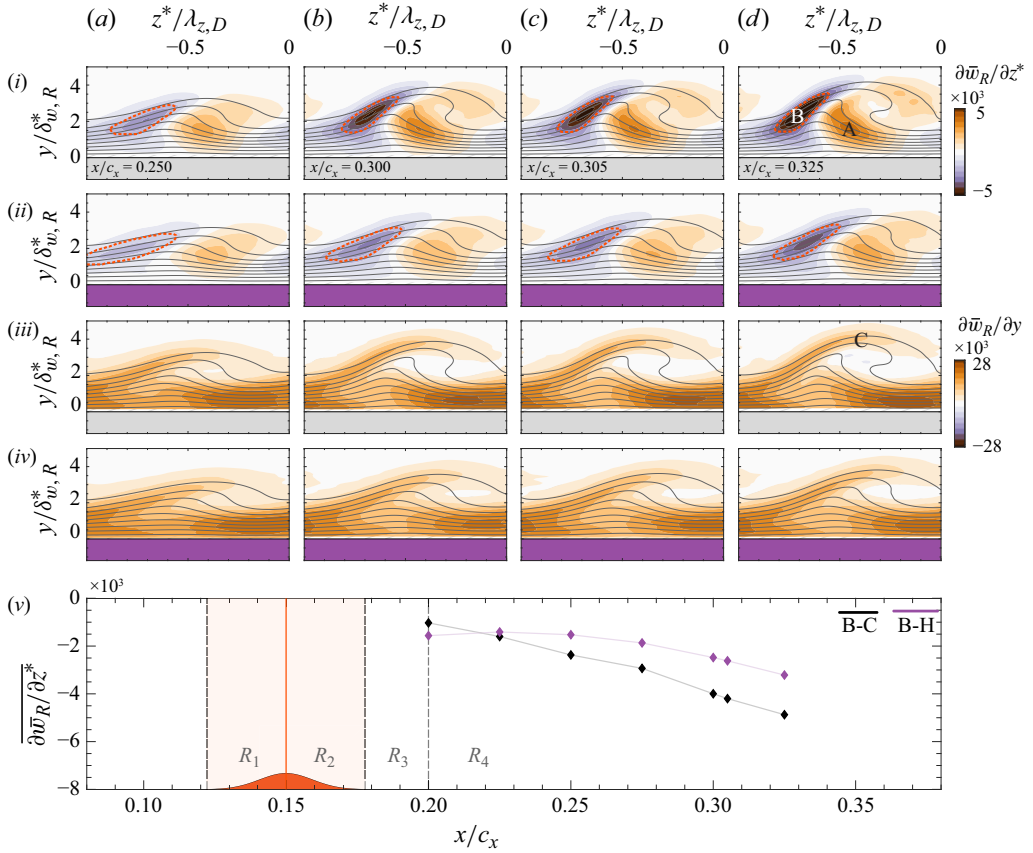 (a) z*/λz,D (b) z*/λz,D (c) z*/λz,D (d) z*/λz,D
−0.5 0 −0.5 0 −0.5 0 −0.5 0
(i) ∂w̄R/∂z*
×10³
y/δ*w,R 4 2 0 B A 5
x/cx = 0.250 x/cx = 0.300 x/cx = 0.305 x/cx = 0.325 −5
(ii)
y/δ*w,R 4 2 0
(iii) ∂w̄R/∂y
×10³
y/δ*w,R 4 2 0 C 28
−28
(iv)
y/δ*w,R 4 2 0
×10³
(v) 0
B-C B-H
−2
∂w̄R/∂z* −4
−6
R1 R2 R3 R4
−8
0.10 0.15 0.20 0.25 0.30 0.35
x/cx